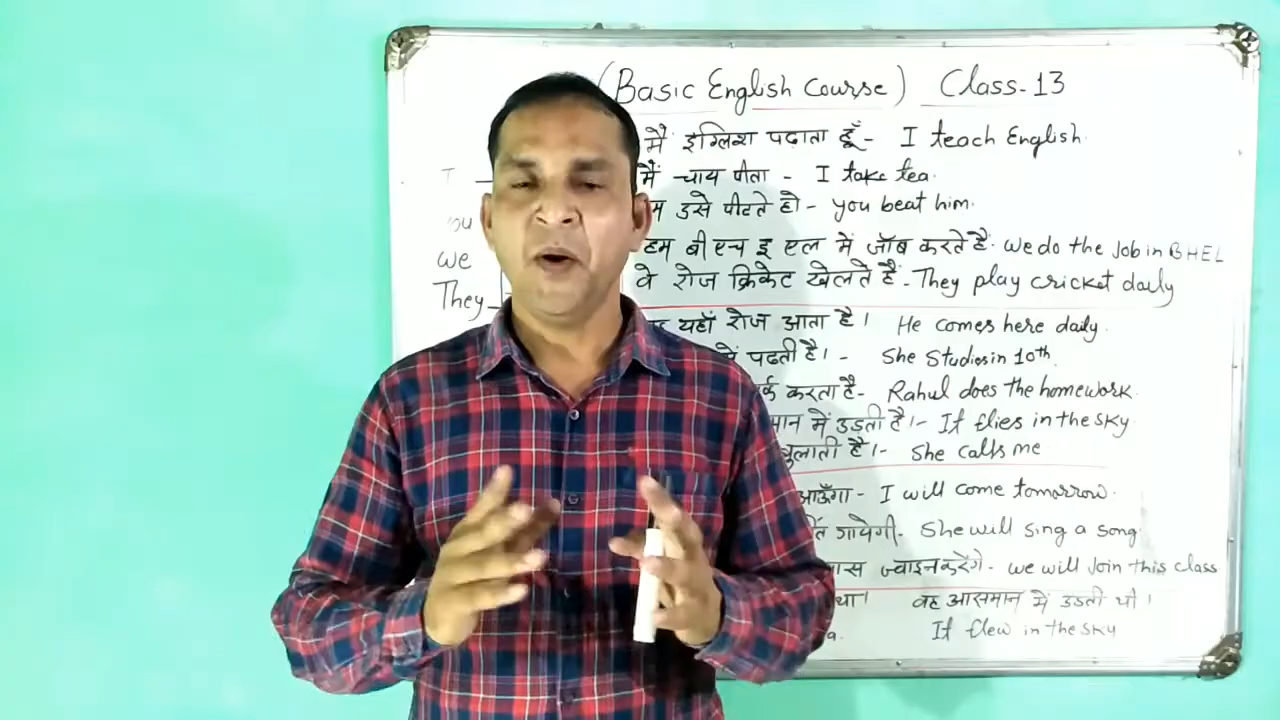 (Basic English Course) Class-13
मैं इंग्लिश पढ़ाता हूँ - I teach English.
मैं चाय पीता - I take tea.
उसे पीटते हो - You beat him.
We हम बी एच इ एल में जॉब करते हैं. We do the Job in BHEL
They वे रोज क्रिकेट खेलते हैं - They play cricket daily
यहाँ रोज आता है। He comes here daily.
में पढती है। - She Studies in 10th.
करता है - Rahul does the homework.
में उडती है। - It flies in the sky.
बुलाती है। - She calls me
आऊँगा - I will come tomorrow.
गायेगी - She will sing a song.
ज्वाइन करेंगे - we will Join this class
था। वह आसमान में उडती थी।
It flew in the sky